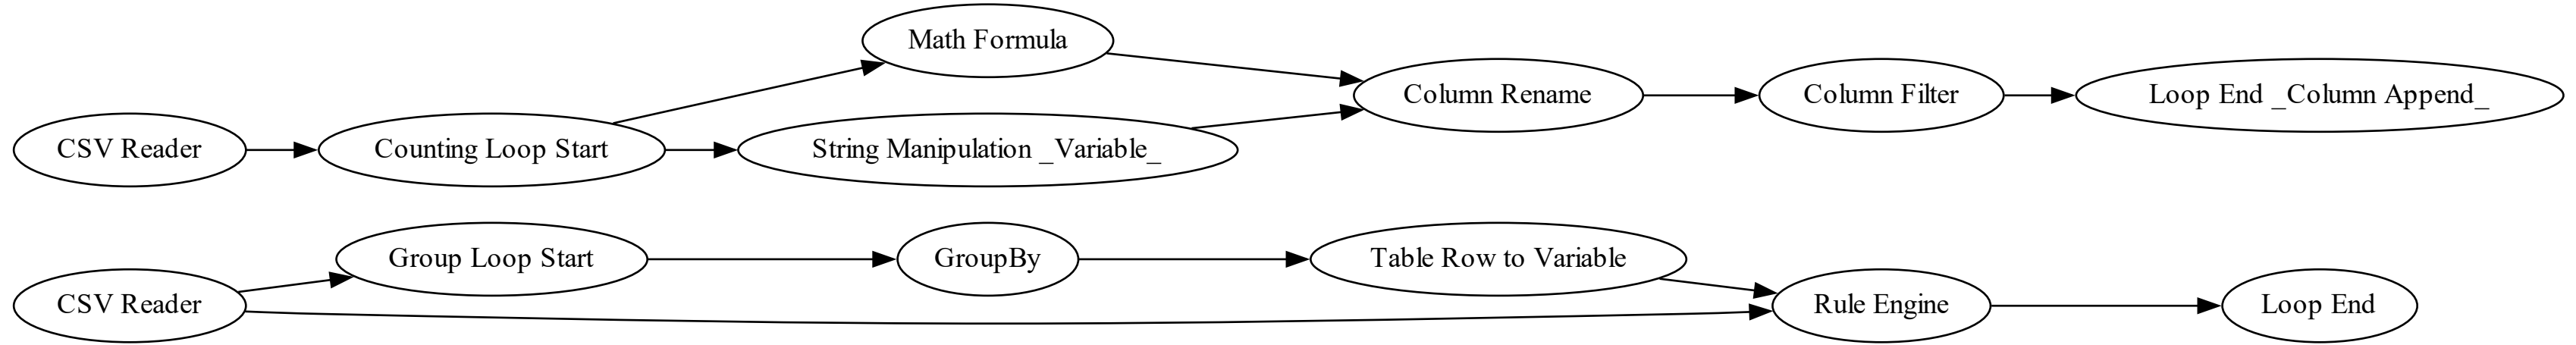 Math Formula
Column Rename
Column Filter
Loop End _Column Append_
CSV Reader
Counting Loop Start
String Manipulation _Variable_
Group Loop Start
GroupBy
Table Row to Variable
CSV Reader
Rule Engine
Loop End